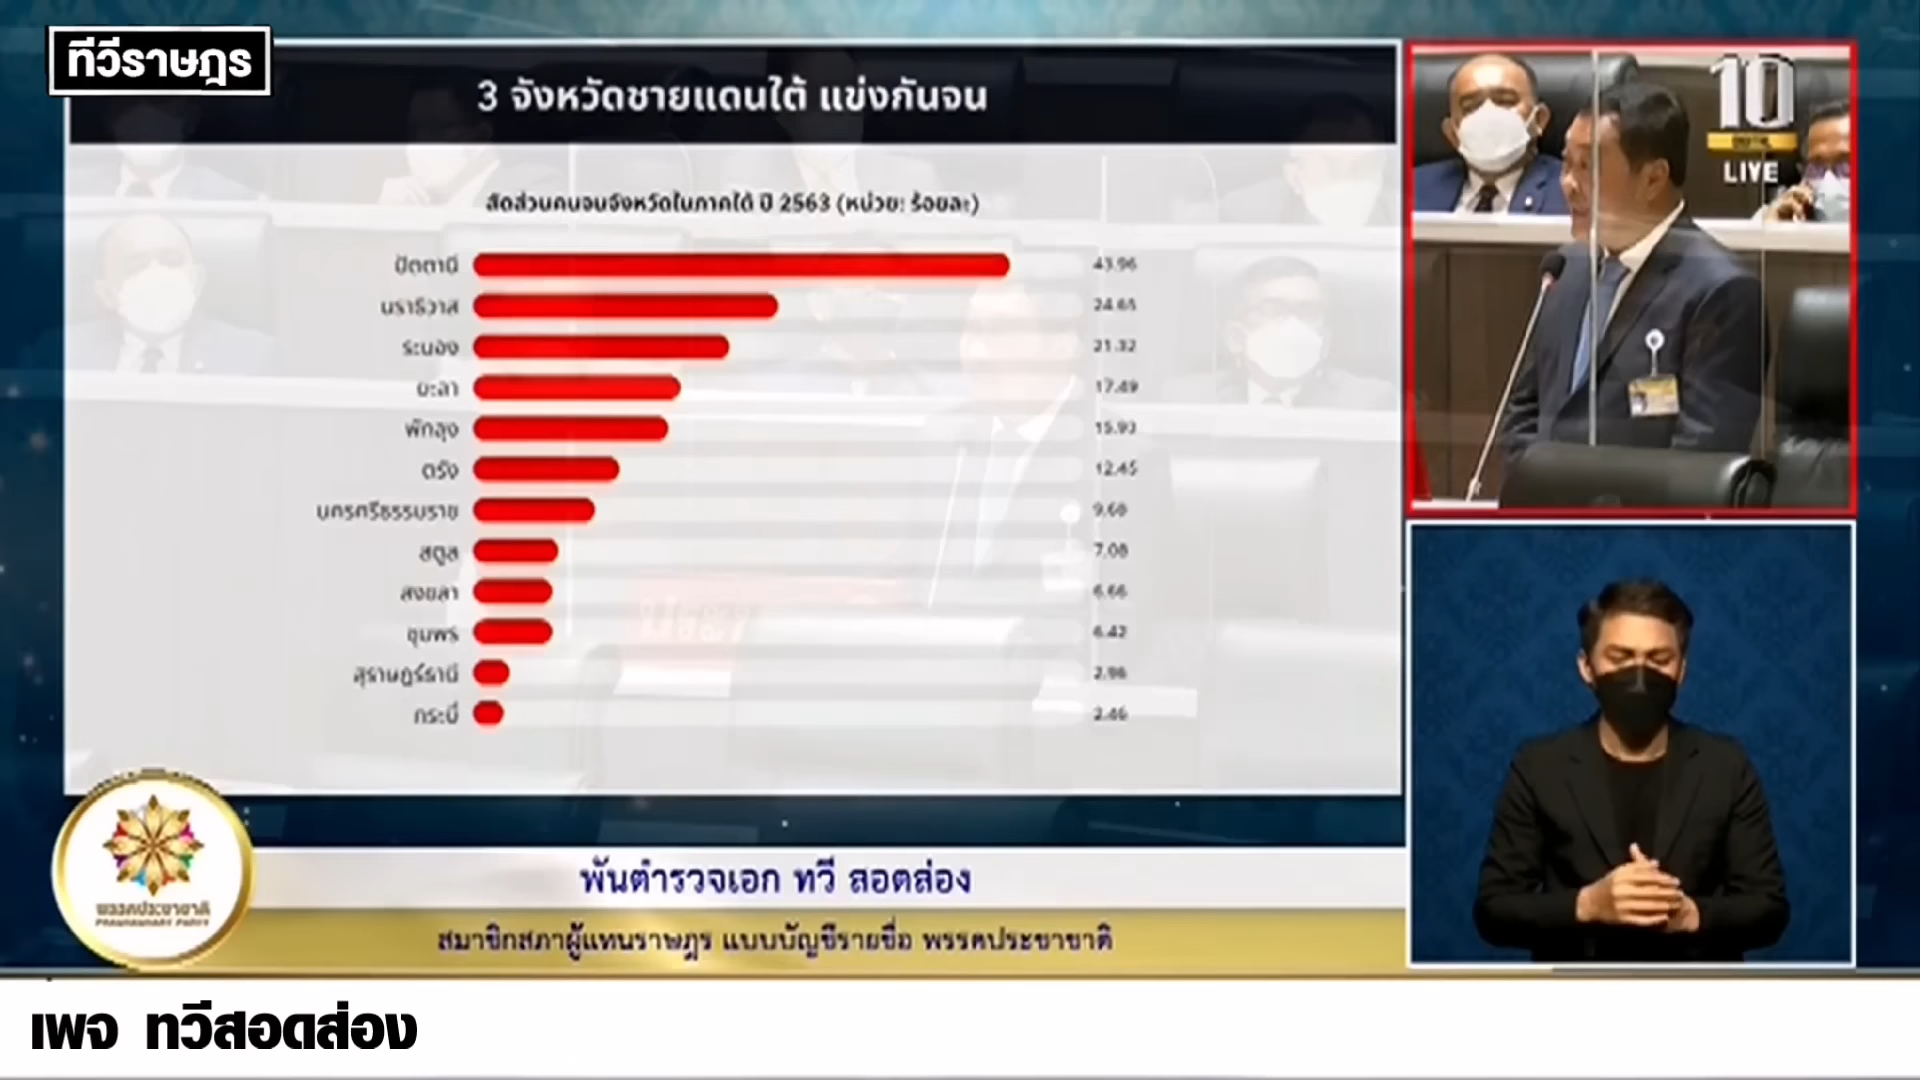 ทีวีราษฎร
3 จังหวัดชายแดนใต้ แข่งกันจน
สัดส่วนคนจนจังหวัดในภาคใต้ ปี 2563 (หน่วย: ร้อยละ)
ปัตตานี 43.96
นราธิวาส 24.65
ระนอง 21.32
ยะลา 17.49
พัทลุง 15.93
ตรัง 12.45
นครศรีธรรมราช 9.68
สตูล 7.08
สงขลา 6.66
ชุมพร 6.42
สุราษฎร์ธานี 2.98
กระบี่ 2.46
10
LIVE
พรรคประชาชาติ
PRACHACHART PARTY
พันตำรวจเอก ทวี สอดส่อง
สมาชิกสภาผู้แทนราษฎร แบบบัญชีรายชื่อ พรรคประชาชาติ
เพจ ทวีสอดส่อง